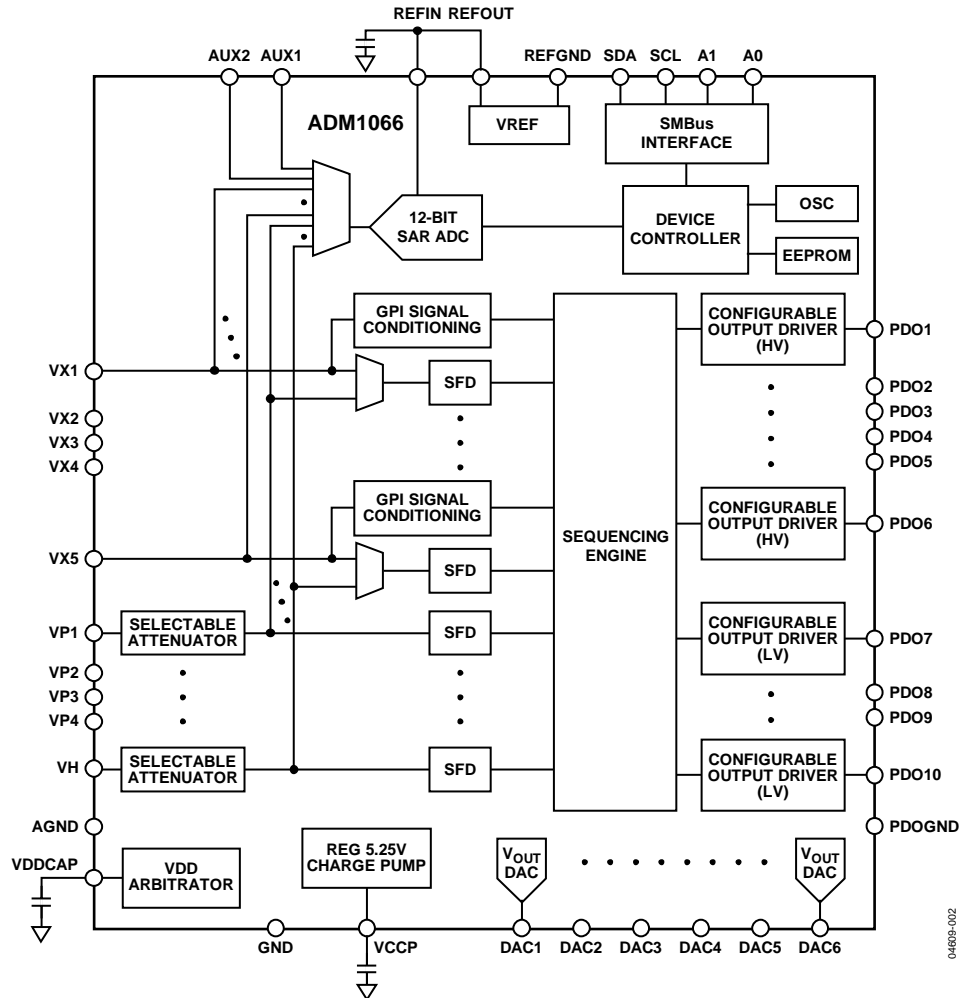 REFIN REFOUT
AUX2 AUX1
REFGND SDA SCL A1 A0
ADM1066
VREF
SMBus
INTERFACE
12-BIT
SAR ADC
DEVICE
CONTROLLER
OSC
EEPROM
GPI SIGNAL
CONDITIONING
CONFIGURABLE
OUTPUT DRIVER
(HV)
PDO1
VX1
SFD
PDO2
VX2
PDO3
VX3
PDO4
VX4
PDO5
GPI SIGNAL
CONDITIONING
CONFIGURABLE
OUTPUT DRIVER
(HV)
PDO6
SEQUENCING
ENGINE
VX5
SFD
VP1
SELECTABLE
ATTENUATOR
SFD
CONFIGURABLE
OUTPUT DRIVER
(LV)
PDO7
VP2
VP3
VP4
PDO8
PDO9
VH
SELECTABLE
ATTENUATOR
SFD
CONFIGURABLE
OUTPUT DRIVER
(LV)
PDO10
AGND
PDOGND
VDDCAP
VDD
ARBITRATOR
REG 5.25V
CHARGE PUMP
VOUT
DAC
VOUT
DAC
GND
VCCP
DAC1 DAC2 DAC3 DAC4 DAC5 DAC6
04609-002